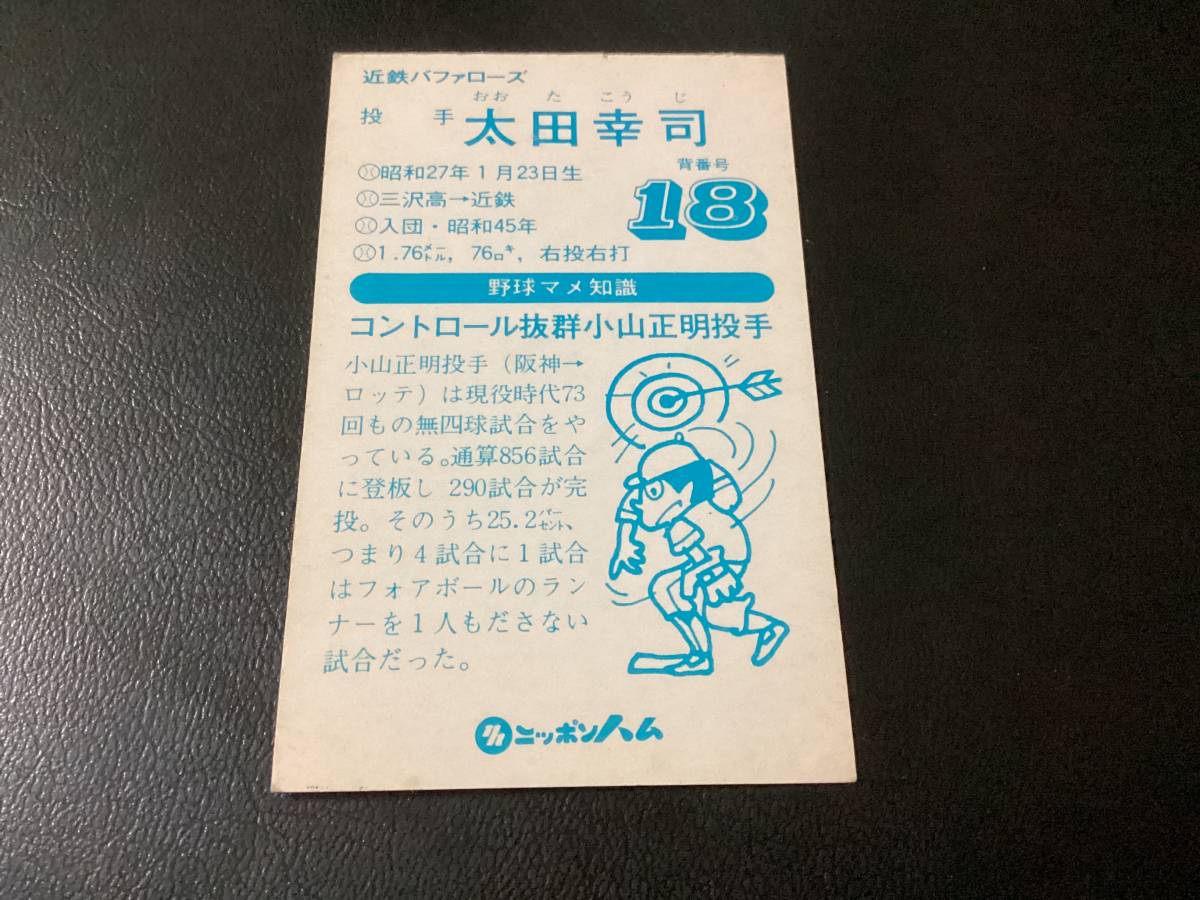 近鉄バファローズ
おお た こう じ
投手 太田幸司
背番号
18
昭和27年1月23日生
三沢高→近鉄
入団・昭和45年
1.76メートル, 76キロ, 右投右打
野球マメ知識
コントロール抜群小山正明投手
小山正明投手（阪神→
ロッテ）は現役時代73
回もの無四球試合をや
っている。通算856試合
に登板し 290試合が完
投。そのうち25.2パーセント、
つまり4試合に1試合
はフォアボールのラン
ナーを1人もださない
試合だった。
ニッポンハム